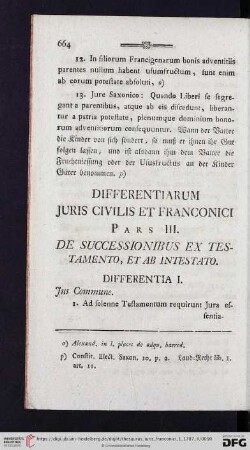 664
12. In filiorum Francigenarum bonis adventitiis
parentes nullum habent usumfructum, sunt enim
ab eorum potestate absoluti, o)
13. Jure Saxonico: Quando Liberi se segre-
gant a parentibus, atque ab eis discedunt, liberan-
tur a patria potestate, plenumque dominium bono-
rum adventitiorum consequuntur. Wann der Vatter
die Kinder von sich sondert, so muß er ihnen ihr Gut
folgen lassen, und ist alsdann ihm dem Vatter die
Fruchtniessung oder der Ususfructus an der Kinder
Güter benommen. p)
DIFFERENTIARUM
JURIS CIVILIS ET FRANCONICI
PARS III.
DE SUCCESSIONIBUS EX TES-
TAMENTO, ET AB INTESTATO.
DIFFERENTIA I.
Jus Commune.
1. Ad solenne Testamentum requirunt Jura es-
sentia-
o) Alexand. in l. placet de adqu. haered.
p) Constit. Elect. Saxon. 10, p. 2. Land-Recht lib. 1.
art. 11.